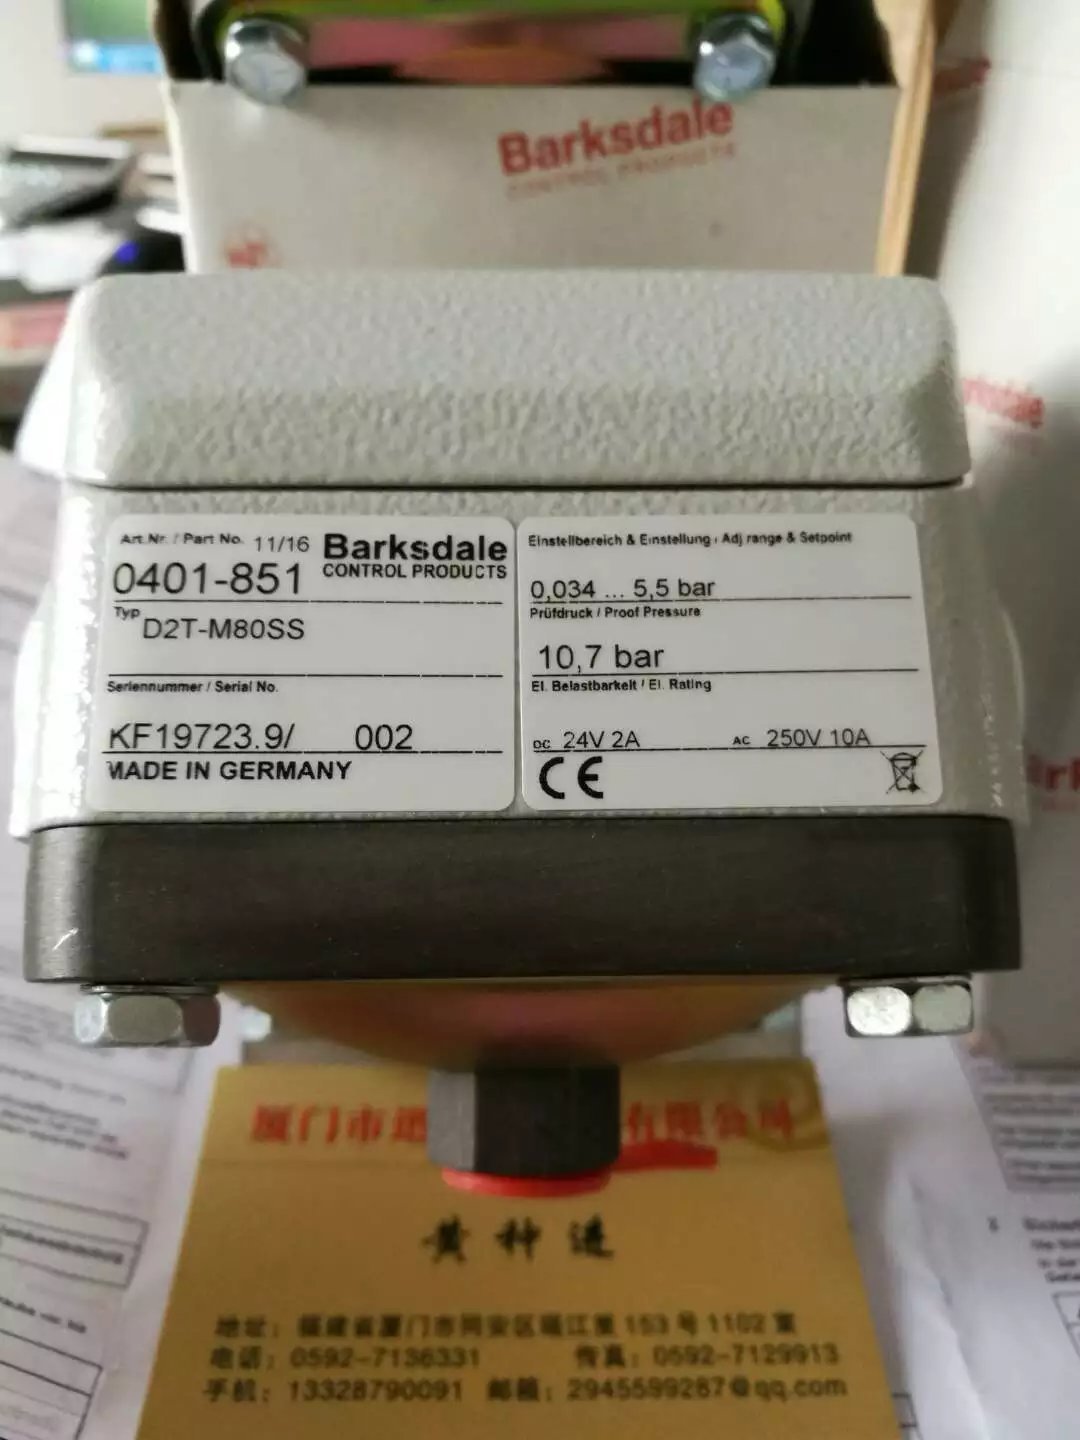 Barksdale
CONTROL PRODUCTS
Art.Nr. / Part No. 11/16
Barksdale
CONTROL PRODUCTS
0401-851
Typ
D2T-M80SS
Seriennummer / Serial No.
KF19723.9/ 002
MADE IN GERMANY
Einstellbereich & Einstellung / Adj range & Setpoint
0,034 ... 5,5 bar
Prüfdruck / Proof Pressure
10,7 bar
El. Belastbarkeit / El. Rating
DC 24V 2A AC 250V 10A
CE
厦门市 有限公司
黄种进
地址：福建省厦门市同安区 江里153号1102室
电话：0592-7136331 传真：0592-7129913
手机：13328790091 邮箱：2945599287@qq.com